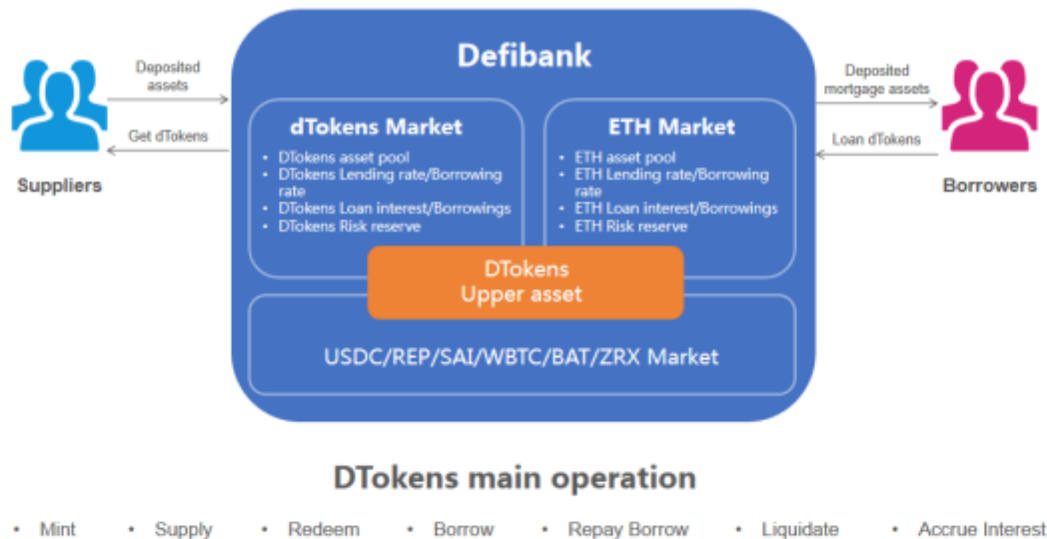 Defibank
Deposited
assets
Get dTokens
Suppliers
dTokens Market
• DTokens asset pool
• DTokens Lending rate/Borrowing
rate
• DTokens Loan interest/Borrowings
• DTokens Risk reserve
ETH Market
• ETH asset pool
• ETH Lending rate/Borrowing
rate
• ETH Loan interest/Borrowings
• ETH Risk reserve
Deposited
mortgage assets
Loan dTokens
Borrowers
DTokens
Upper asset
USDC/REP/SAI/WBTC/BAT/ZRX Market
DTokens main operation
• Mint • Supply • Redeem • Borrow • Repay Borrow • Liquidate • Accrue Interest